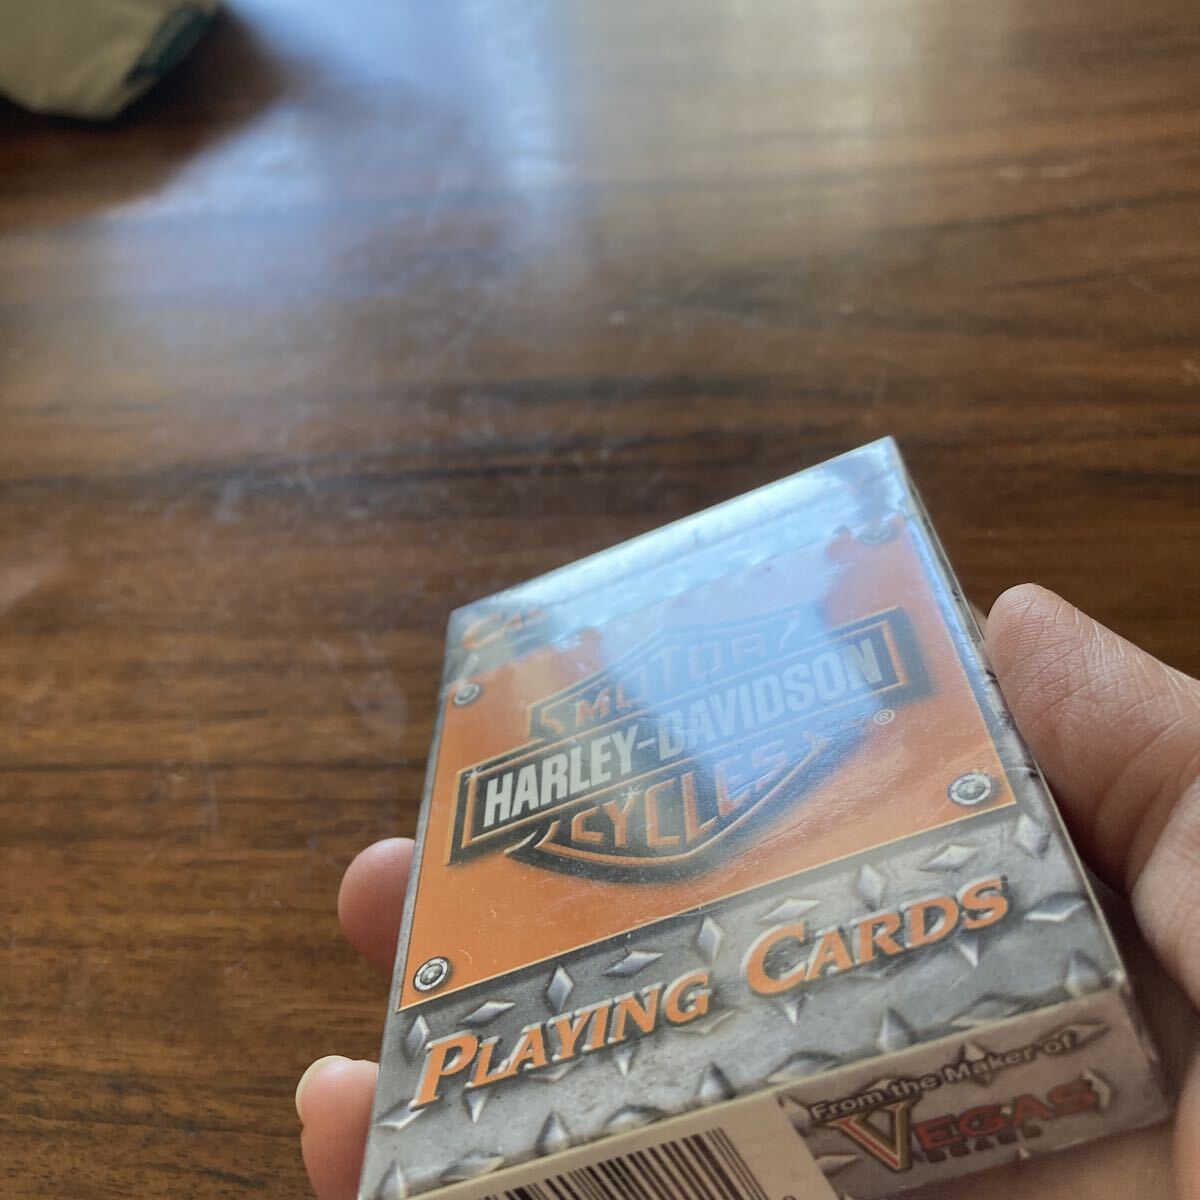 MOTOR
HARLEY-DAVIDSON
®
CYCLES
PLAYING CARDS
From the Maker of
VEGAS